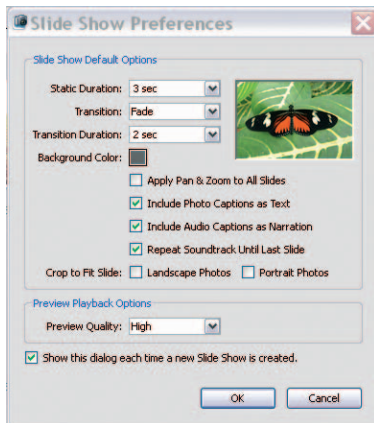 Slide Show Preferences
Slide Show Default Options
Static Duration: 3 sec
Transition: Fade
Transition Duration: 2 sec
Background Color:
Apply Pan & Zoom to All Slides
Include Photo Captions as Text
Include Audio Captions as Narration
Repeat Soundtrack Until Last Slide
Crop to Fit Slide: Landscape Photos Portrait Photos
Preview Playback Options
Preview Quality: High
Show this dialog each time a new Slide Show is created.
OK Cancel